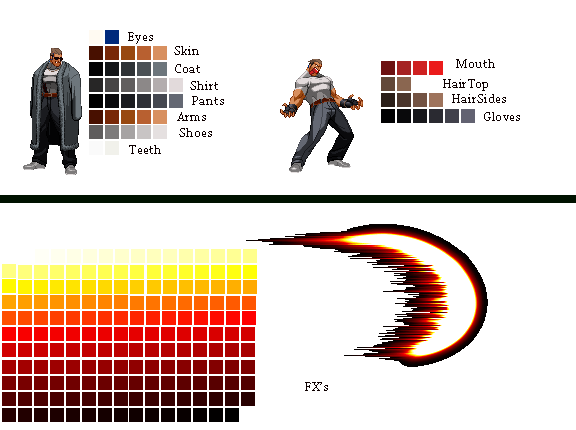 Eyes
Skin
Coat
Shirt
Pants
Arms
Shoes
Teeth
Mouth
HairTop
HairSides
Gloves
FX's